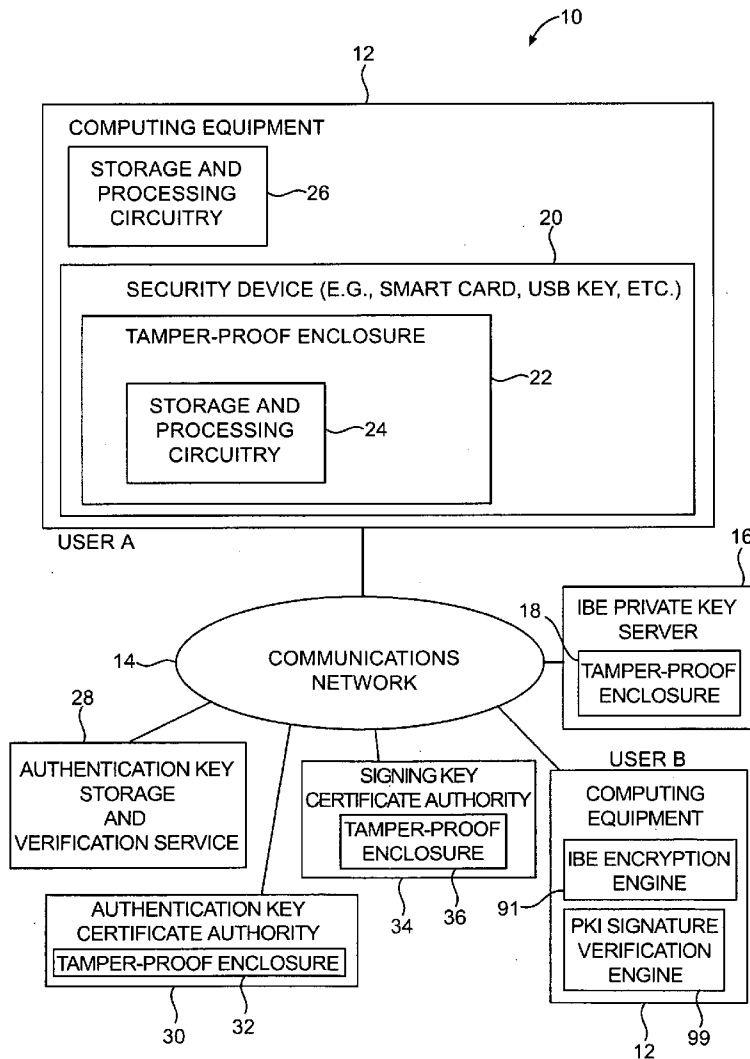 10
12
COMPUTING EQUIPMENT
STORAGE AND
PROCESSING
CIRCUITRY
26
20
SECURITY DEVICE (E.G., SMART CARD, USB KEY, ETC.)
TAMPER-PROOF ENCLOSURE
22
STORAGE AND
PROCESSING
CIRCUITRY
24
USER A
16
IBE PRIVATE KEY
SERVER
18
TAMPER-PROOF
ENCLOSURE
14
COMMUNICATIONS
NETWORK
28
AUTHENTICATION KEY
STORAGE
AND
VERIFICATION SERVICE
SIGNING KEY
CERTIFICATE AUTHORITY
TAMPER-PROOF
ENCLOSURE
34
36
USER B
COMPUTING
EQUIPMENT
IBE ENCRYPTION
ENGINE
91
PKI SIGNATURE
VERIFICATION
ENGINE
12
99
AUTHENTICATION KEY
CERTIFICATE AUTHORITY
TAMPER-PROOF ENCLOSURE
30
32